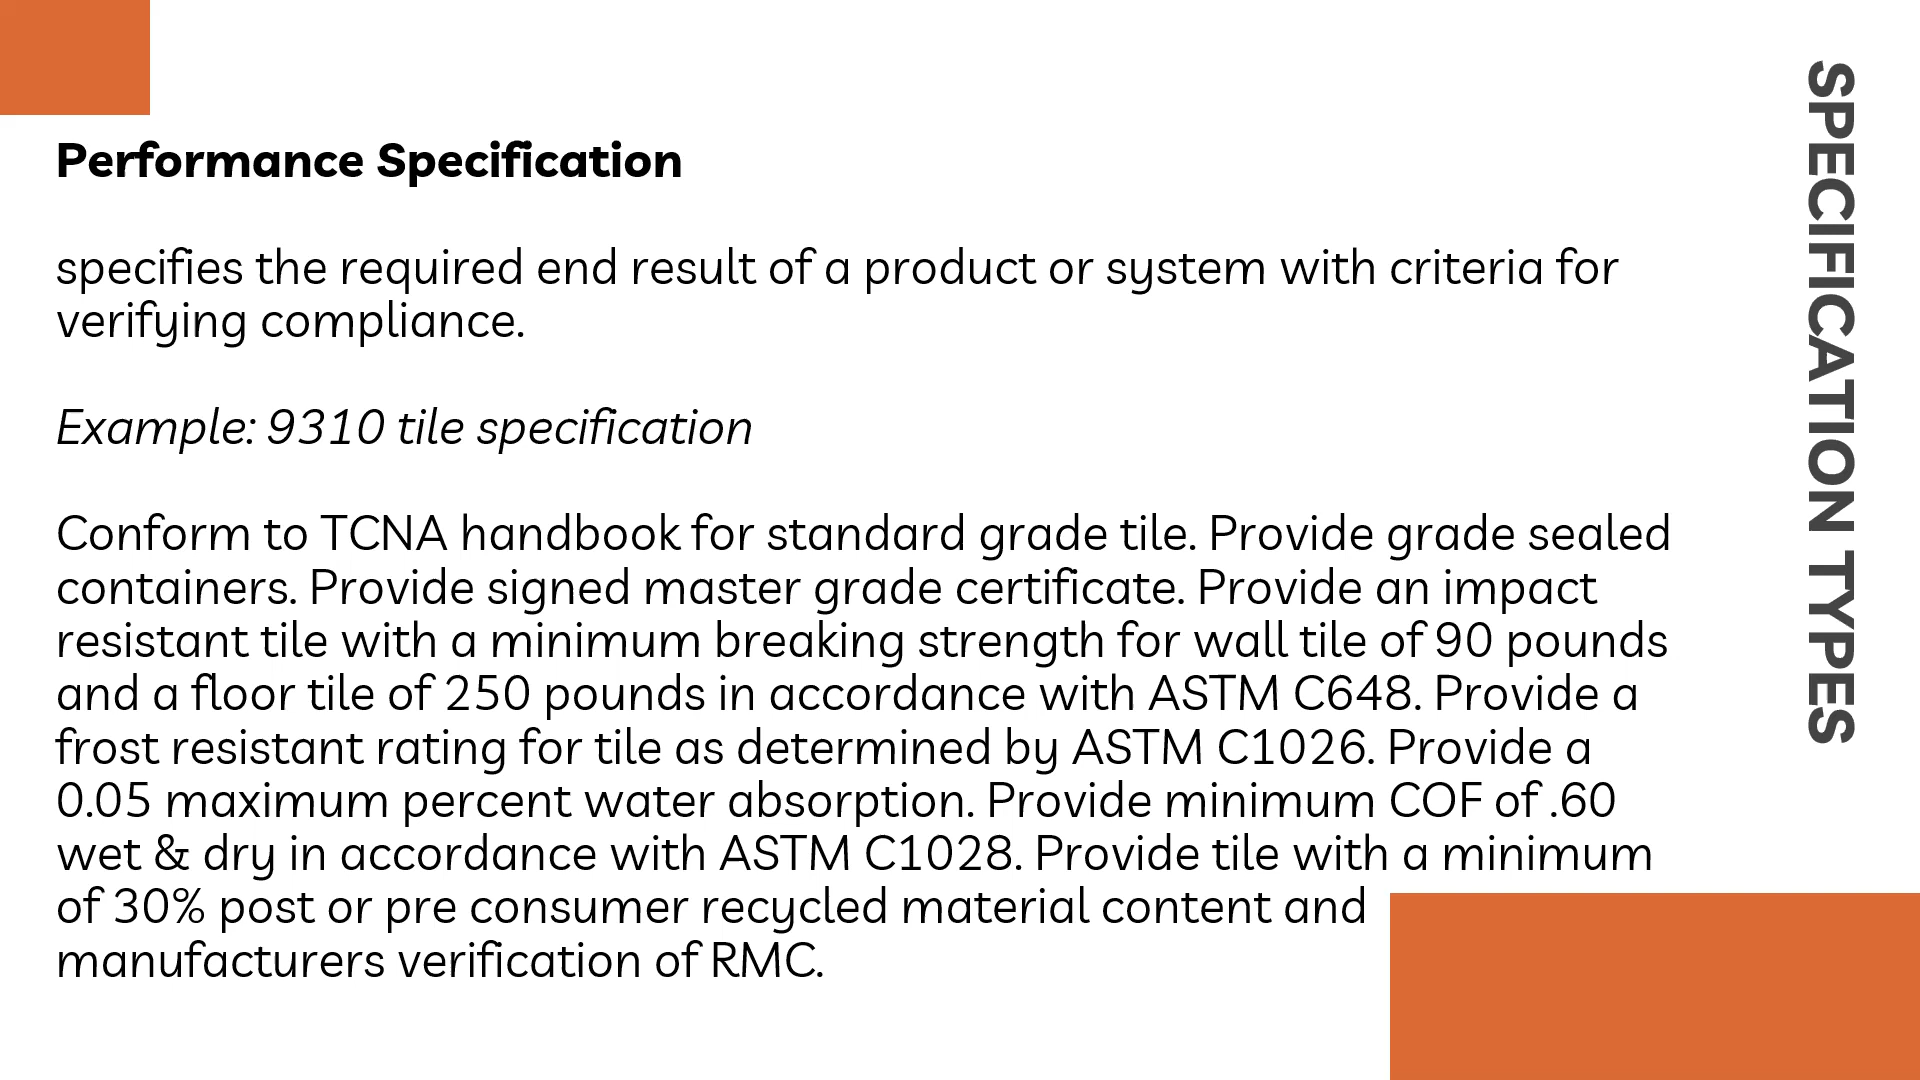 Performance Specification
specifies the required end result of a product or system with criteria for
verifying compliance.
Example: 9310 tile specification
Conform to TCNA handbook for standard grade tile. Provide grade sealed
containers. Provide signed master grade certificate. Provide an impact
resistant tile with a minimum breaking strength for wall tile of 90 pounds
and a floor tile of 250 pounds in accordance with ASTM C648. Provide a
frost resistant rating for tile as determined by ASTM C1026. Provide a
0.05 maximum percent water absorption. Provide minimum COF of .60
wet & dry in accordance with ASTM C1028. Provide tile with a minimum
of 30% post or pre consumer recycled material content and
manufacturers verification of RMC.
SPECIFICATION TYPES